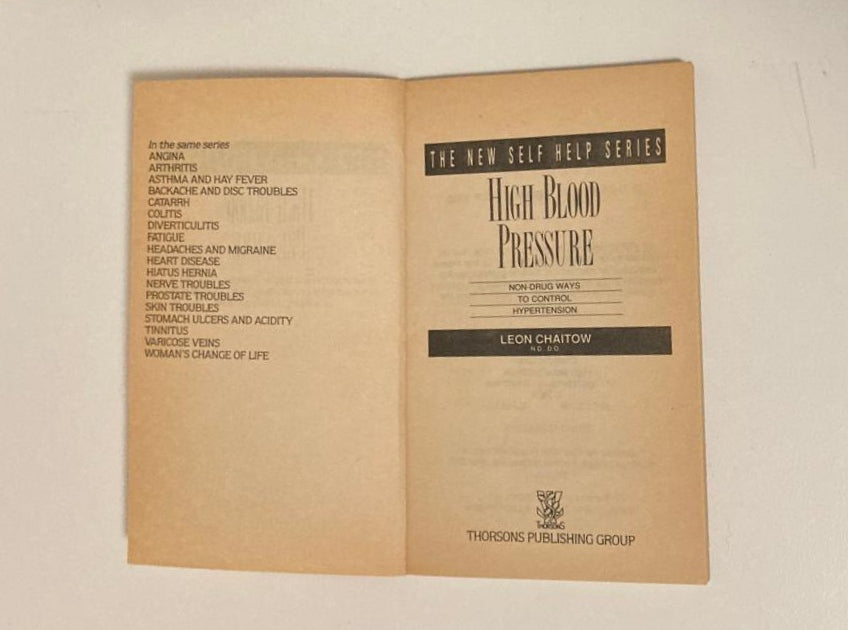 In the same series
ANGINA
ARTHRITIS
ASTHMA AND HAY FEVER
BACKACHE AND DISC TROUBLES
CATARRH
COLITIS
DIVERTICULITIS
FATIGUE
HEADACHES AND MIGRAINE
HEART DISEASE
HIATUS HERNIA
NERVE TROUBLES
PROSTATE TROUBLES
SKIN TROUBLES
STOMACH ULCERS AND ACIDITY
TINNITUS
VARICOSE VEINS
WOMAN'S CHANGE OF LIFE
THE NEW SELF HELP SERIES
HIGH BLOOD
PRESSURE
NON-DRUG WAYS
TO CONTROL
HYPERTENSION
LEON CHAITOW
N.D. D.O.
THORSONS
THORSONS PUBLISHING GROUP